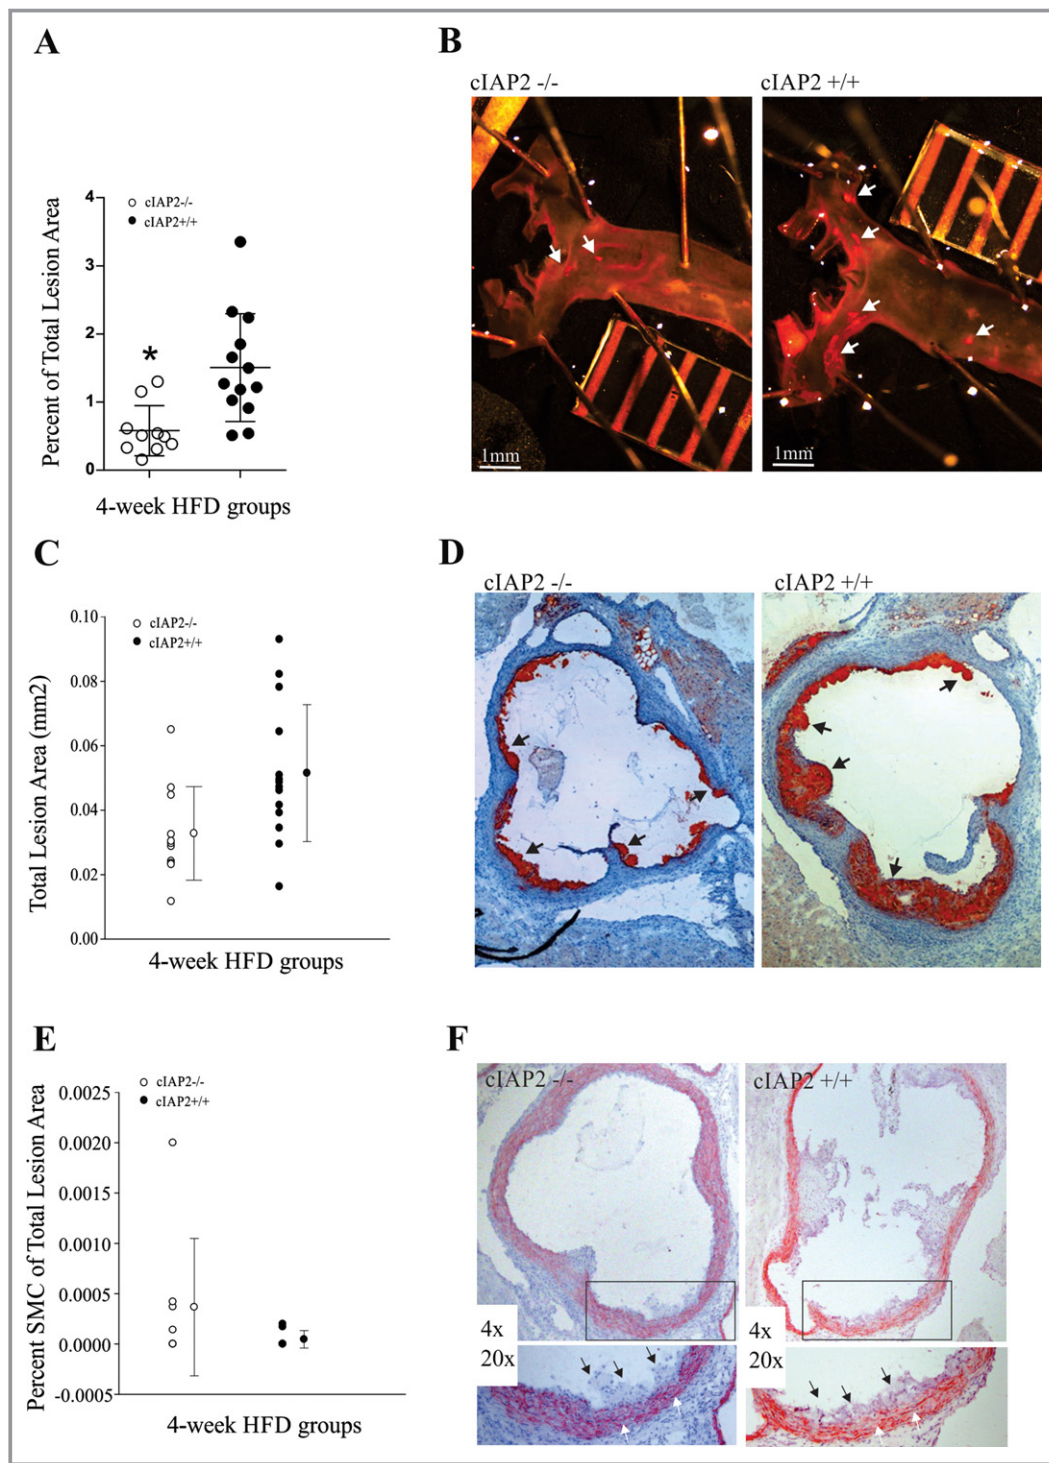 A
B
cIAP2 -/-
cIAP2 +/+
4
3
2
1
0
Percent of Total Lesion Area
cIAP2-/-
cIAP2+/+
*
4-week HFD groups
1mm
1mm
C
D
cIAP2 -/-
cIAP2 +/+
0.10
0.08
0.06
0.04
0.02
0.00
Total Lesion Area (mm2)
cIAP2-/-
cIAP2+/+
4-week HFD groups
E
F
cIAP2 -/-
cIAP2 +/+
0.0025
0.0020
0.0015
0.0010
0.0005
0.0000
-0.0005
Percent SMC of Total Lesion Area
cIAP2-/-
cIAP2+/+
4-week HFD groups
4x
20x
4x
20x